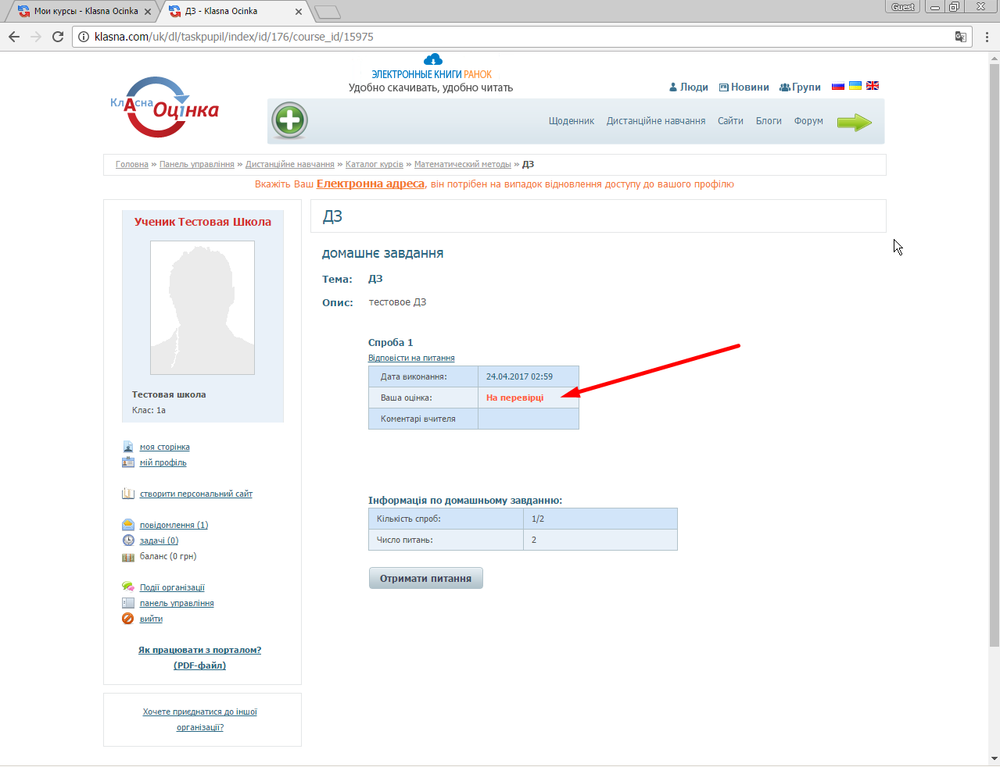 Мои курсы - Klasna Ocinka
ДЗ - Klasna Ocinka
Guest
klasna.com/uk/dl/taskpupil/index/id/176/course_id/15975
ЭЛЕКТРОННЫЕ КНИГИ РАНОК
Удобно скачивать, удобно читать
КлАсна Оцінка
Люди Новини Групи
Щоденник Дистанційне навчання Сайти Блоги Форум
Головна » Панель управління » Дистанційне навчання » Каталог курсів » Математический методы » ДЗ
Вкажіть Ваш Електронна адреса, він потрібен на випадок відновлення доступу до вашого профілю
Ученик Тестовая Школа
Тестовая школа
Клас: 1а
моя сторінка
мій профіль
створити персональний сайт
повідомлення (1)
задачі (0)
баланс (0 грн)
Події організації
панель управління
вийти
Як працювати з порталом?
(PDF-файл)
Хочете приєднатися до іншої
організації?
ДЗ
домашнє завдання
Тема: ДЗ
Опис: тестовое ДЗ
Спроба 1
Відповісти на питання
Дата виконання: 24.04.2017 02:59
Ваша оцінка: На перевірці
Коментарі вчителя
Інформація по домашньому завданню:
Кількість спроб: 1/2
Число питань: 2
Отримати питання